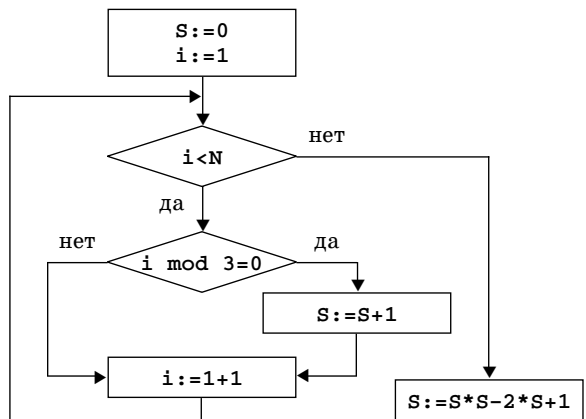 S:=0
i:=1
i<N
нет
да
нет
i mod 3=0
да
S:=S+1
i:=1+1
S:=S*S-2*S+1